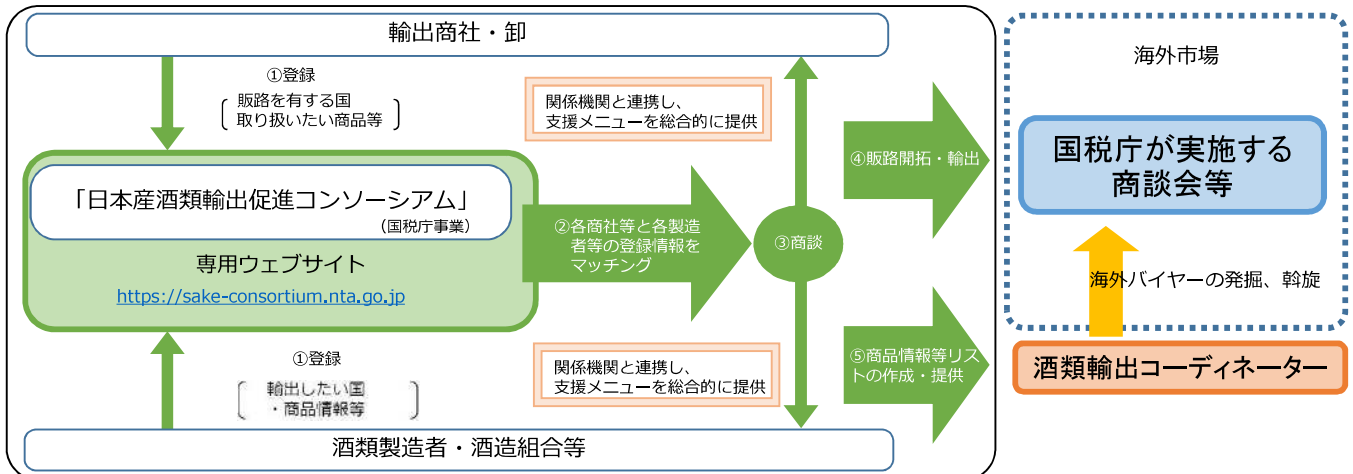 輸出商社・卸
①登録
販路を有する国
取り扱いたい商品等
関係機関と連携し、
支援メニューを総合的に提供
「日本産酒類輸出促進コンソーシアム」
(国税庁事業)
専用ウェブサイト
https://sake-consortium.nta.go.jp
②各商社等と各製造
者等の登録情報を
マッチング
③商談
④販路開拓・輸出
⑤商品情報等リス
トの作成・提供
①登録
輸出したい国
・商品情報等
関係機関と連携し、
支援メニューを総合的に提供
酒類製造者・酒造組合等
海外市場
国税庁が実施する
商談会等
海外バイヤーの発掘、斡旋
酒類輸出コーディネーター